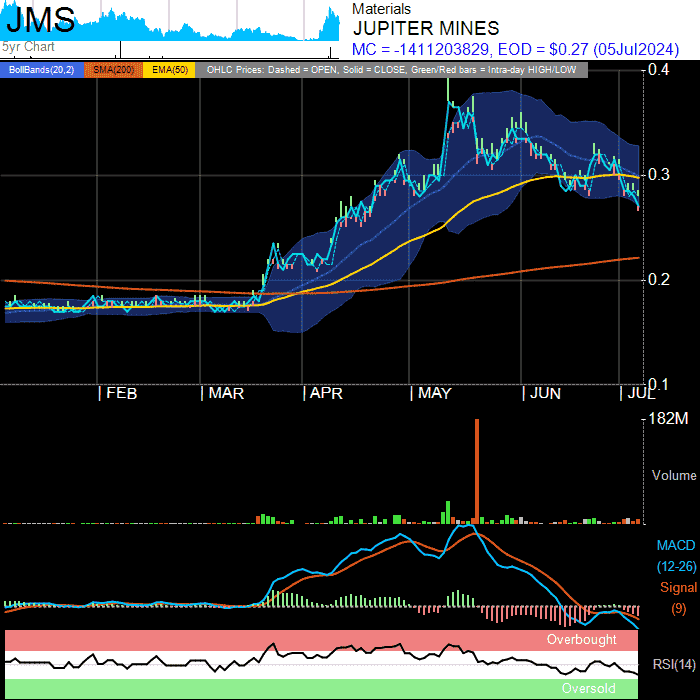 JMS
5yr Chart
Materials
JUPITER MINES
MC = -1411203829, EOD = $0.27 (05Jul2024)
BollBands(20,2) SMA(200) EMA(50) OHLC Prices: Dashed = OPEN, Solid = CLOSE, Green/Red bars = Intra-day HIGH/LOW
0.4
0.3
0.2
0.1
| FEB | MAR | APR | MAY | JUN | JUL
182M
Volume
MACD
(12-26)
Signal
(9)
Overbought
RSI(14)
Oversold